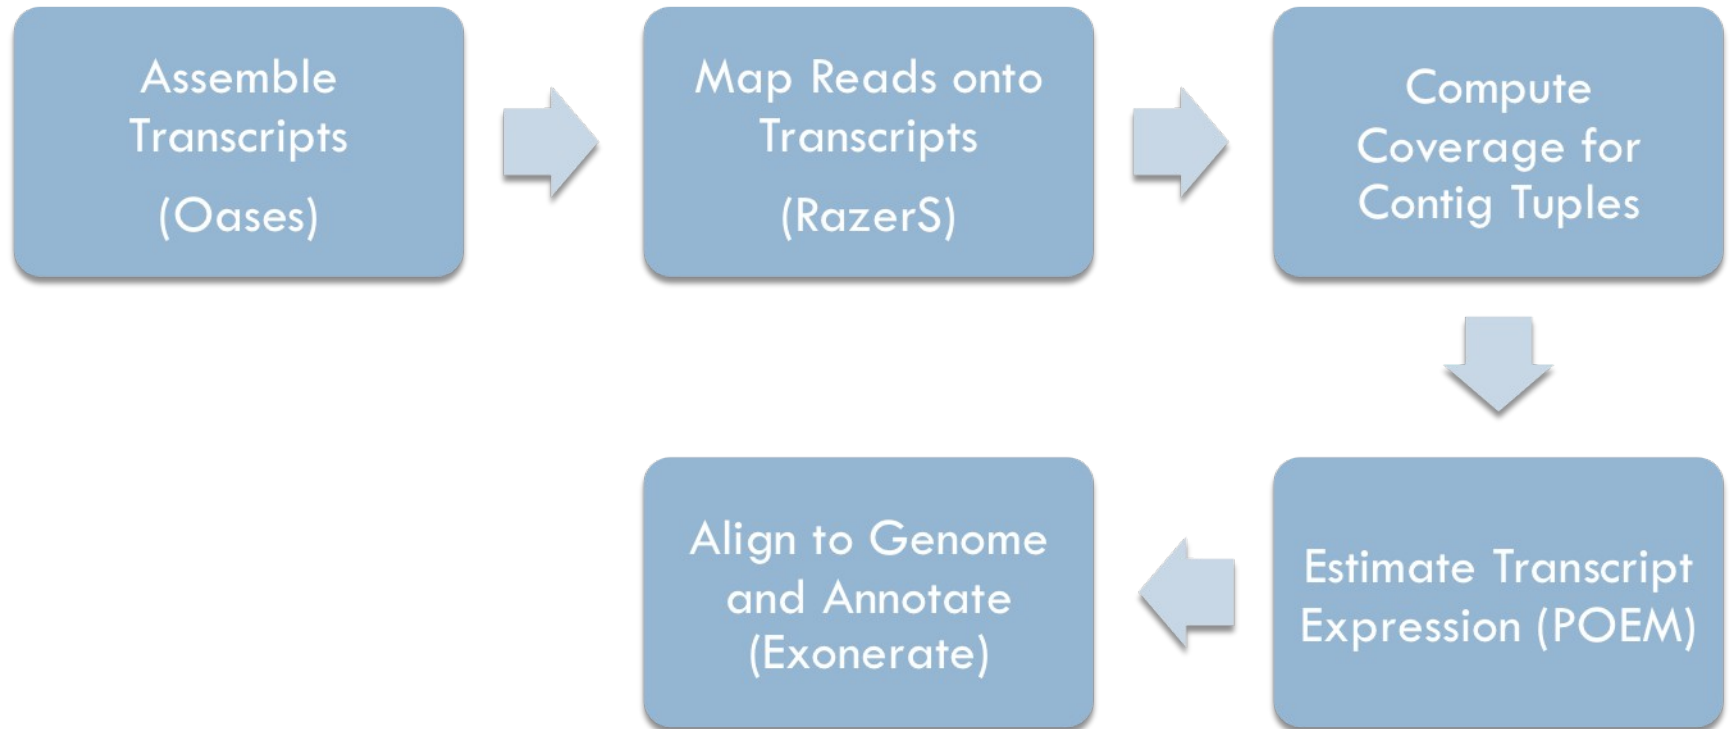 Assemble
Transcripts
(Oases)
Map Reads onto
Transcripts
(RazerS)
Compute
Coverage for
Contig Tuples
Estimate Transcript
Expression (POEM)
Align to Genome
and Annotate
(Exonerate)